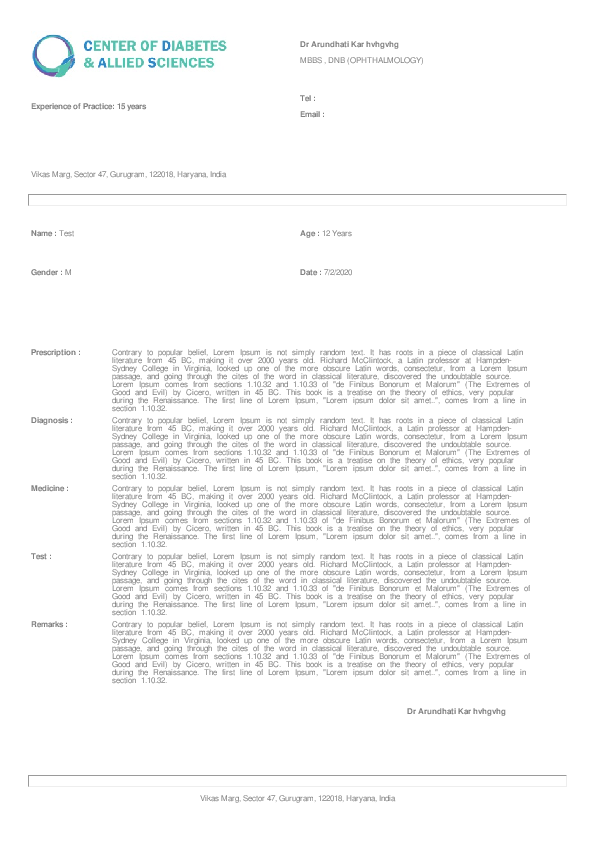 CENTER OF DIABETES
& ALLIED SCIENCES
Dr Arundhati Kar hvhgvhg
MBBS , DNB (OPHTHALMOLOGY)
Tel :
Experience of Practice: 15 years
Email :
Vikas Marg, Sector 47, Gurugram, 122018, Haryana, India
Name : Test
Age : 12 Years
Gender : M
Date : 7/2/2020
Prescription : Contrary to popular belief, Lorem Ipsum is not simply random text. It has roots in a piece of classical Latin
literature from 45 BC, making it over 2000 years old. Richard McClintock, a Latin professor at Hampden-
Sydney College in Virginia, looked up one of the more obscure Latin words, consectetur, from a Lorem Ipsum
passage, and going through the cites of the word in classical literature, discovered the undoubtable source.
Lorem Ipsum comes from sections 1.10.32 and 1.10.33 of "de Finibus Bonorum et Malorum" (The Extremes of
Good and Evil) by Cicero, written in 45 BC. This book is a treatise on the theory of ethics, very popular
during the Renaissance. The first line of Lorem Ipsum, "Lorem ipsum dolor sit amet..", comes from a line in
section 1.10.32.
Diagnosis : Contrary to popular belief, Lorem Ipsum is not simply random text. It has roots in a piece of classical Latin
literature from 45 BC, making it over 2000 years old. Richard McClintock, a Latin professor at Hampden-
Sydney College in Virginia, looked up one of the more obscure Latin words, consectetur, from a Lorem Ipsum
passage, and going through the cites of the word in classical literature, discovered the undoubtable source.
Lorem Ipsum comes from sections 1.10.32 and 1.10.33 of "de Finibus Bonorum et Malorum" (The Extremes of
Good and Evil) by Cicero, written in 45 BC. This book is a treatise on the theory of ethics, very popular
during the Renaissance. The first line of Lorem Ipsum, "Lorem ipsum dolor sit amet..", comes from a line in
section 1.10.32.
Medicine : Contrary to popular belief, Lorem Ipsum is not simply random text. It has roots in a piece of classical Latin
literature from 45 BC, making it over 2000 years old. Richard McClintock, a Latin professor at Hampden-
Sydney College in Virginia, looked up one of the more obscure Latin words, consectetur, from a Lorem Ipsum
passage, and going through the cites of the word in classical literature, discovered the undoubtable source.
Lorem Ipsum comes from sections 1.10.32 and 1.10.33 of "de Finibus Bonorum et Malorum" (The Extremes of
Good and Evil) by Cicero, written in 45 BC. This book is a treatise on the theory of ethics, very popular
during the Renaissance. The first line of Lorem Ipsum, "Lorem ipsum dolor sit amet..", comes from a line in
section 1.10.32.
Test : Contrary to popular belief, Lorem Ipsum is not simply random text. It has roots in a piece of classical Latin
literature from 45 BC, making it over 2000 years old. Richard McClintock, a Latin professor at Hampden-
Sydney College in Virginia, looked up one of the more obscure Latin words, consectetur, from a Lorem Ipsum
passage, and going through the cites of the word in classical literature, discovered the undoubtable source.
Lorem Ipsum comes from sections 1.10.32 and 1.10.33 of "de Finibus Bonorum et Malorum" (The Extremes of
Good and Evil) by Cicero, written in 45 BC. This book is a treatise on the theory of ethics, very popular
during the Renaissance. The first line of Lorem Ipsum, "Lorem ipsum dolor sit amet..", comes from a line in
section 1.10.32.
Remarks : Contrary to popular belief, Lorem Ipsum is not simply random text. It has roots in a piece of classical Latin
literature from 45 BC, making it over 2000 years old. Richard McClintock, a Latin professor at Hampden-
Sydney College in Virginia, looked up one of the more obscure Latin words, consectetur, from a Lorem Ipsum
passage, and going through the cites of the word in classical literature, discovered the undoubtable source.
Lorem Ipsum comes from sections 1.10.32 and 1.10.33 of "de Finibus Bonorum et Malorum" (The Extremes of
Good and Evil) by Cicero, written in 45 BC. This book is a treatise on the theory of ethics, very popular
during the Renaissance. The first line of Lorem Ipsum, "Lorem ipsum dolor sit amet..", comes from a line in
section 1.10.32.
Dr Arundhati Kar hvhgvhg
Vikas Marg, Sector 47, Gurugram, 122018, Haryana, India